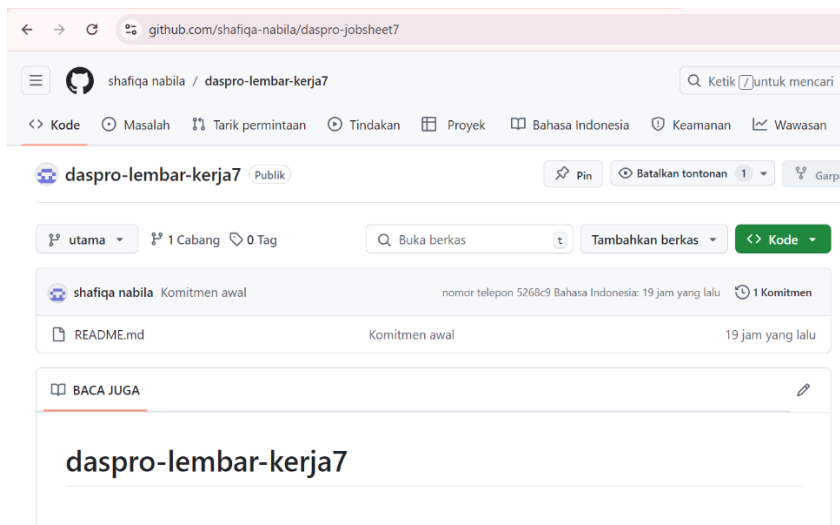 github.com/shafiqa-nabila/daspro-jobsheet7
shafiqa nabila / daspro-lembar-kerja7
Ketik / untuk mencari
Kode Masalah Tarik permintaan Tindakan Proyek Bahasa Indonesia Keamanan Wawasan
daspro-lembar-kerja7 Publik
Pin Batalkan tontonan 1
utama 1 Cabang 0 Tag
Buka berkas t Tambahkan berkas Kode
shafiqa nabila Komitmen awal nomor telepon 5268c9 Bahasa Indonesia: 19 jam yang lalu 1 Komitmen
README.md Komitmen awal 19 jam yang lalu
BACA JUGA
daspro-lembar-kerja7